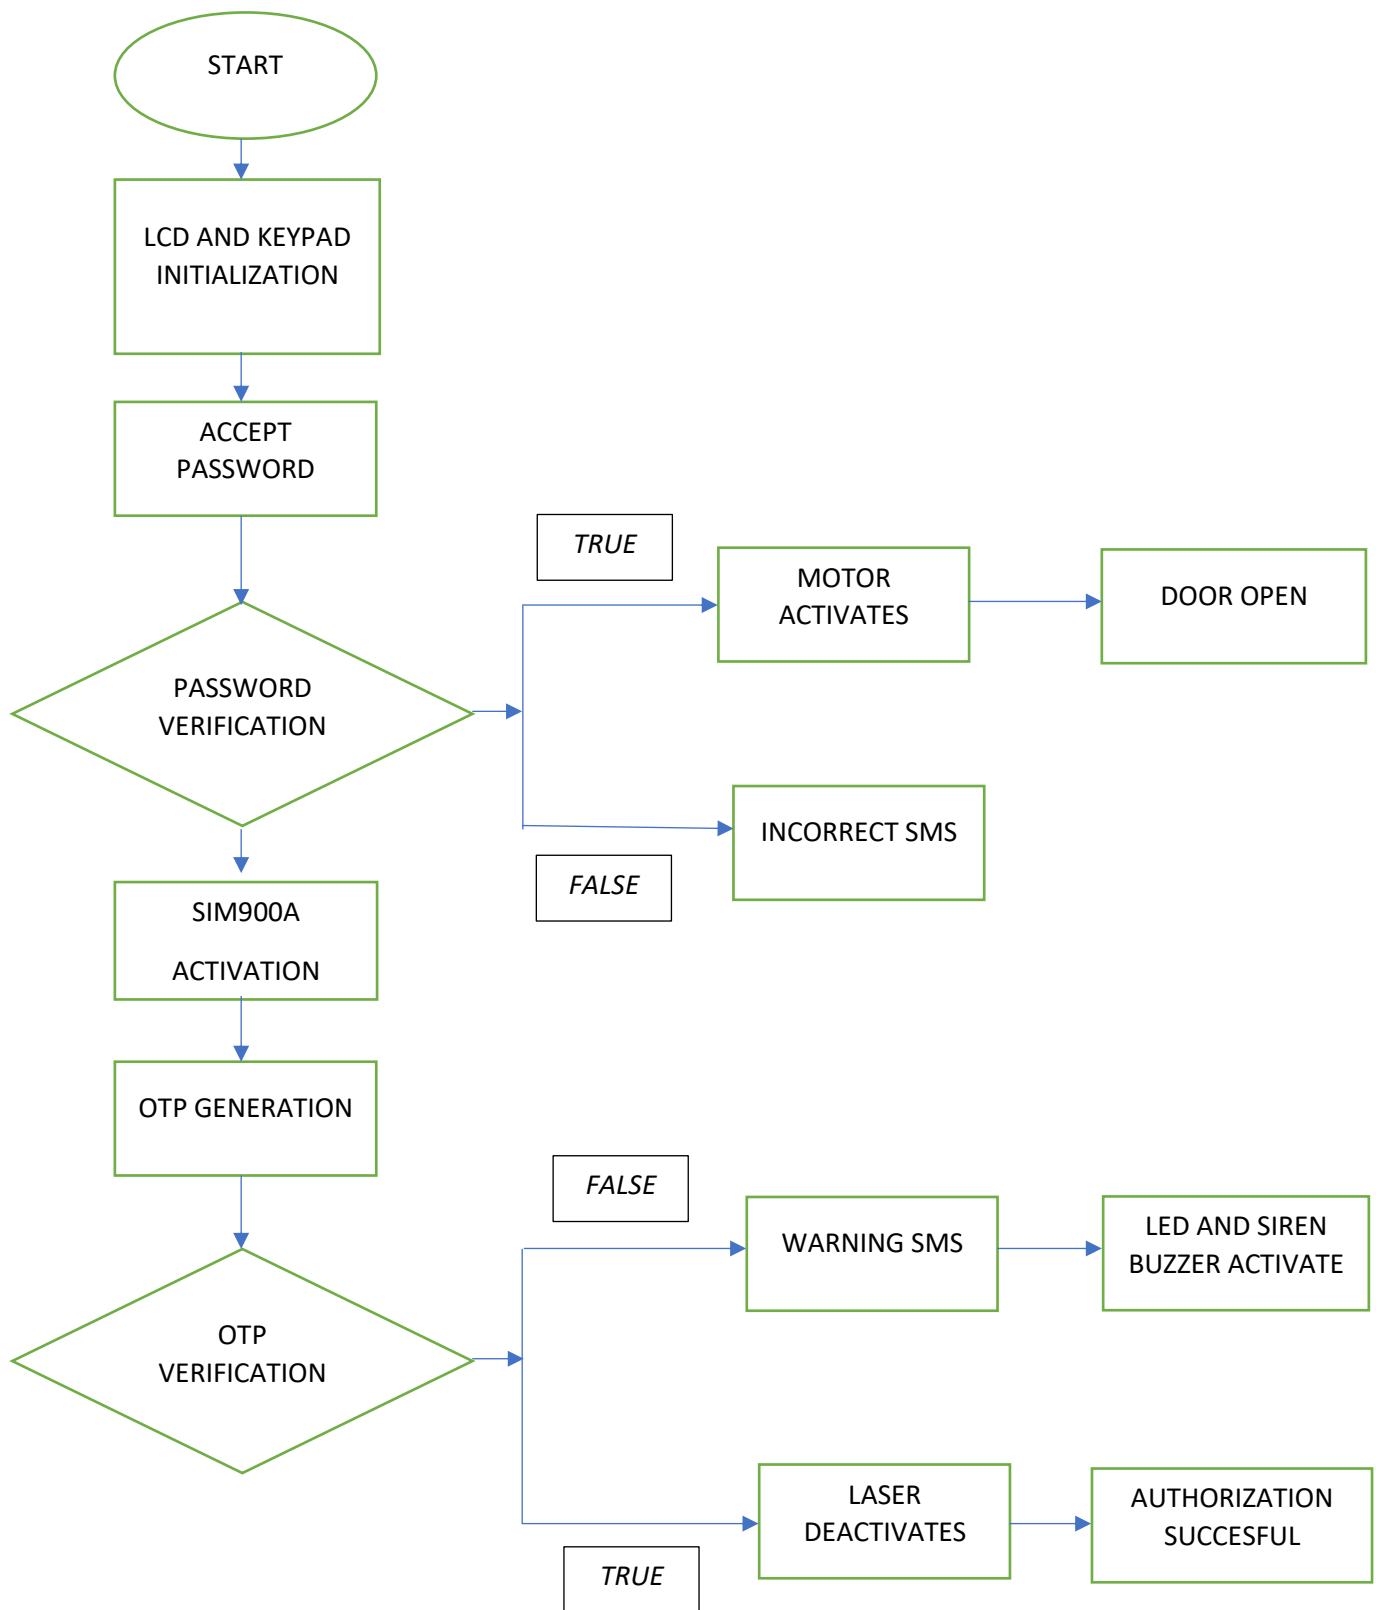 START
LCD AND KEYPAD
INITIALIZATION
ACCEPT
PASSWORD
TRUE
MOTOR
ACTIVATES
DOOR OPEN
PASSWORD
VERIFICATION
INCORRECT SMS
FALSE
SIM900A
ACTIVATION
OTP GENERATION
FALSE
WARNING SMS
LED AND SIREN
BUZZER ACTIVATE
OTP
VERIFICATION
LASER
DEACTIVATES
AUTHORIZATION
SUCCESFUL
TRUE